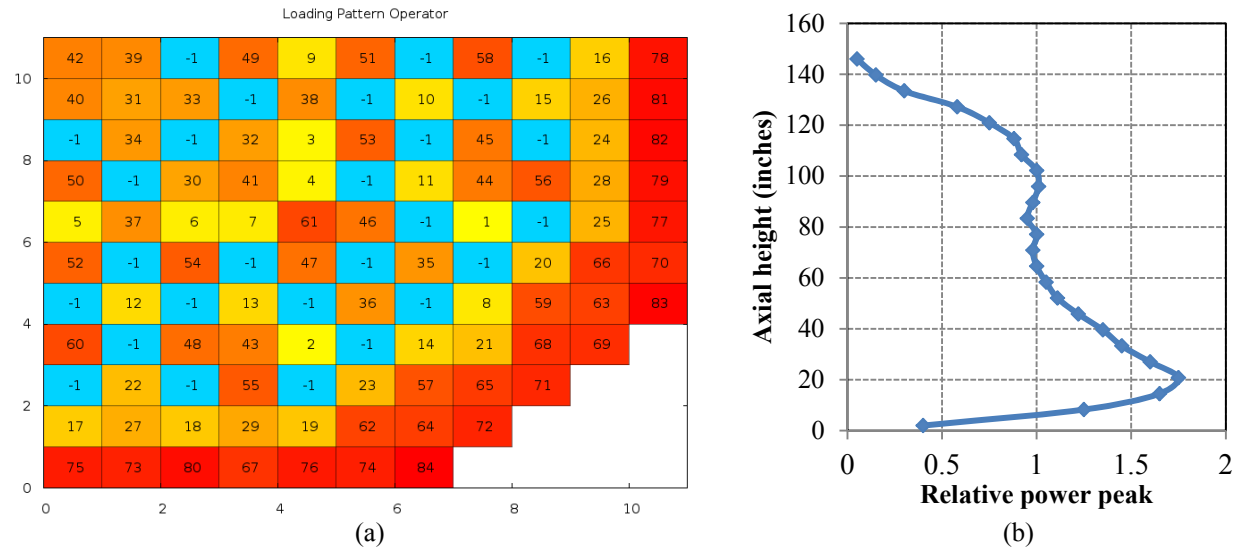 Loading Pattern Operator
42 39 -1 49 9 51 -1 58 -1 16 78
10
40 31 33 -1 38 -1 10 -1 15 26 81
-1 34 -1 32 3 53 -1 45 -1 24 82
8
50 -1 30 41 4 -1 11 44 56 28 79
5 37 6 7 61 46 -1 1 -1 25 77
6
52 -1 54 -1 47 -1 35 -1 20 66 70
-1 12 -1 13 -1 36 -1 8 59 63 83
4
60 -1 48 43 2 -1 14 21 68 69
-1 22 -1 55 -1 23 57 65 71
2
17 27 18 29 19 62 64 72
75 73 80 67 76 74 84
0
0 2 4 6 8 10
(a)
160
140
120
100
80
60
40
20
0
Axial height (inches)
0 0.5 1 1.5 2
Relative power peak
(b)